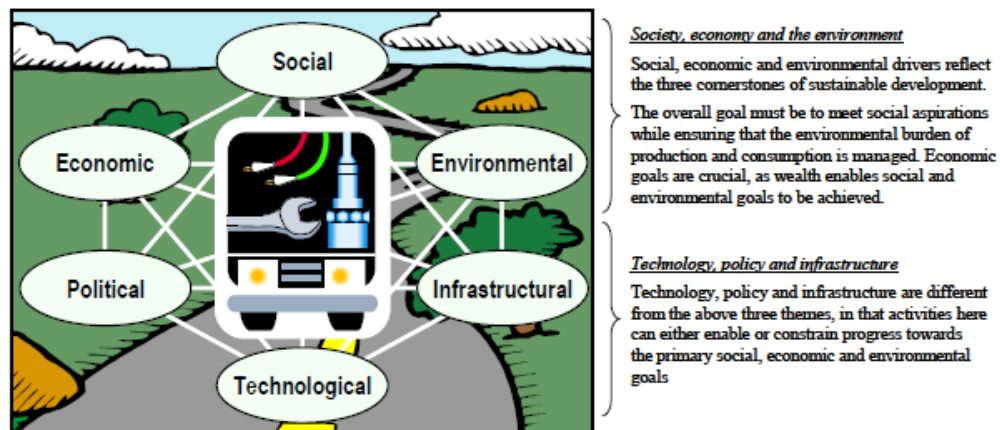 Social
Economic
Environmental
Political
Infrastructural
Technological
Society, economy and the environment
Social, economic and environmental drivers reflect
the three cornerstones of sustainable development.
The overall goal must be to meet social aspirations
while ensuring that the environmental burden of
production and consumption is managed. Economic
goals are crucial, as wealth enables social and
environmental goals to be achieved.
Technology, policy and infrastructure
Technology, policy and infrastructure are different
from the above three themes, in that activities here
can either enable or constrain progress towards
the primary social, economic and environmental
goals